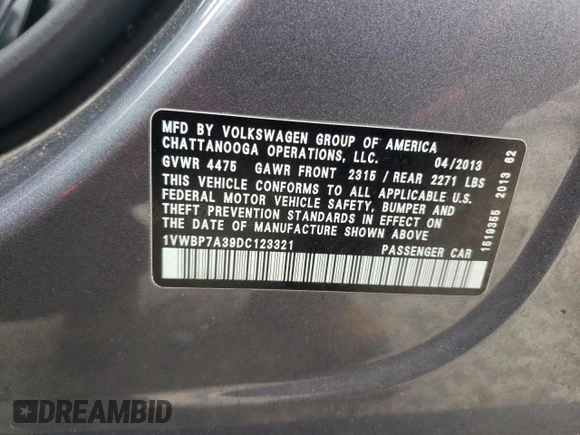 MFD BY VOLKSWAGEN GROUP OF AMERICA
CHATTANOOGA OPERATIONS, LLC. 04/2013
GVWR 4475 GAWR FRONT 2315 / REAR 2271 LBS
THIS VEHICLE CONFORMS TO ALL APPLICABLE U.S.
FEDERAL MOTOR VEHICLE SAFETY, BUMPER AND
THEFT PREVENTION STANDARDS IN EFFECT ON
THE DATE OF MANUFACTURE SHOWN ABOVE
1VWBP7A39DC123321 PASSENGER CAR
1519355 2013 62
DREAMBID